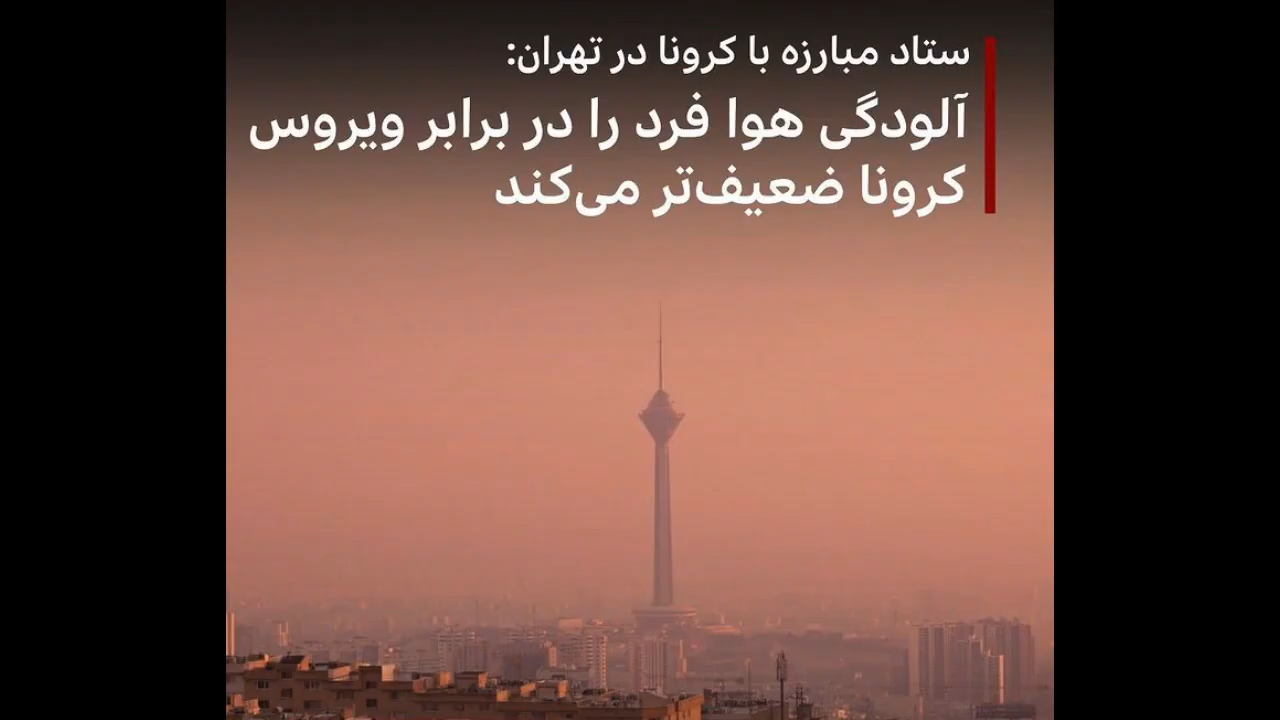 ستاد مبارزه با کرونا در تهران:
آلودگی هوا فرد را در برابر ویروس
کرونا ضعیف‌تر می‌کند